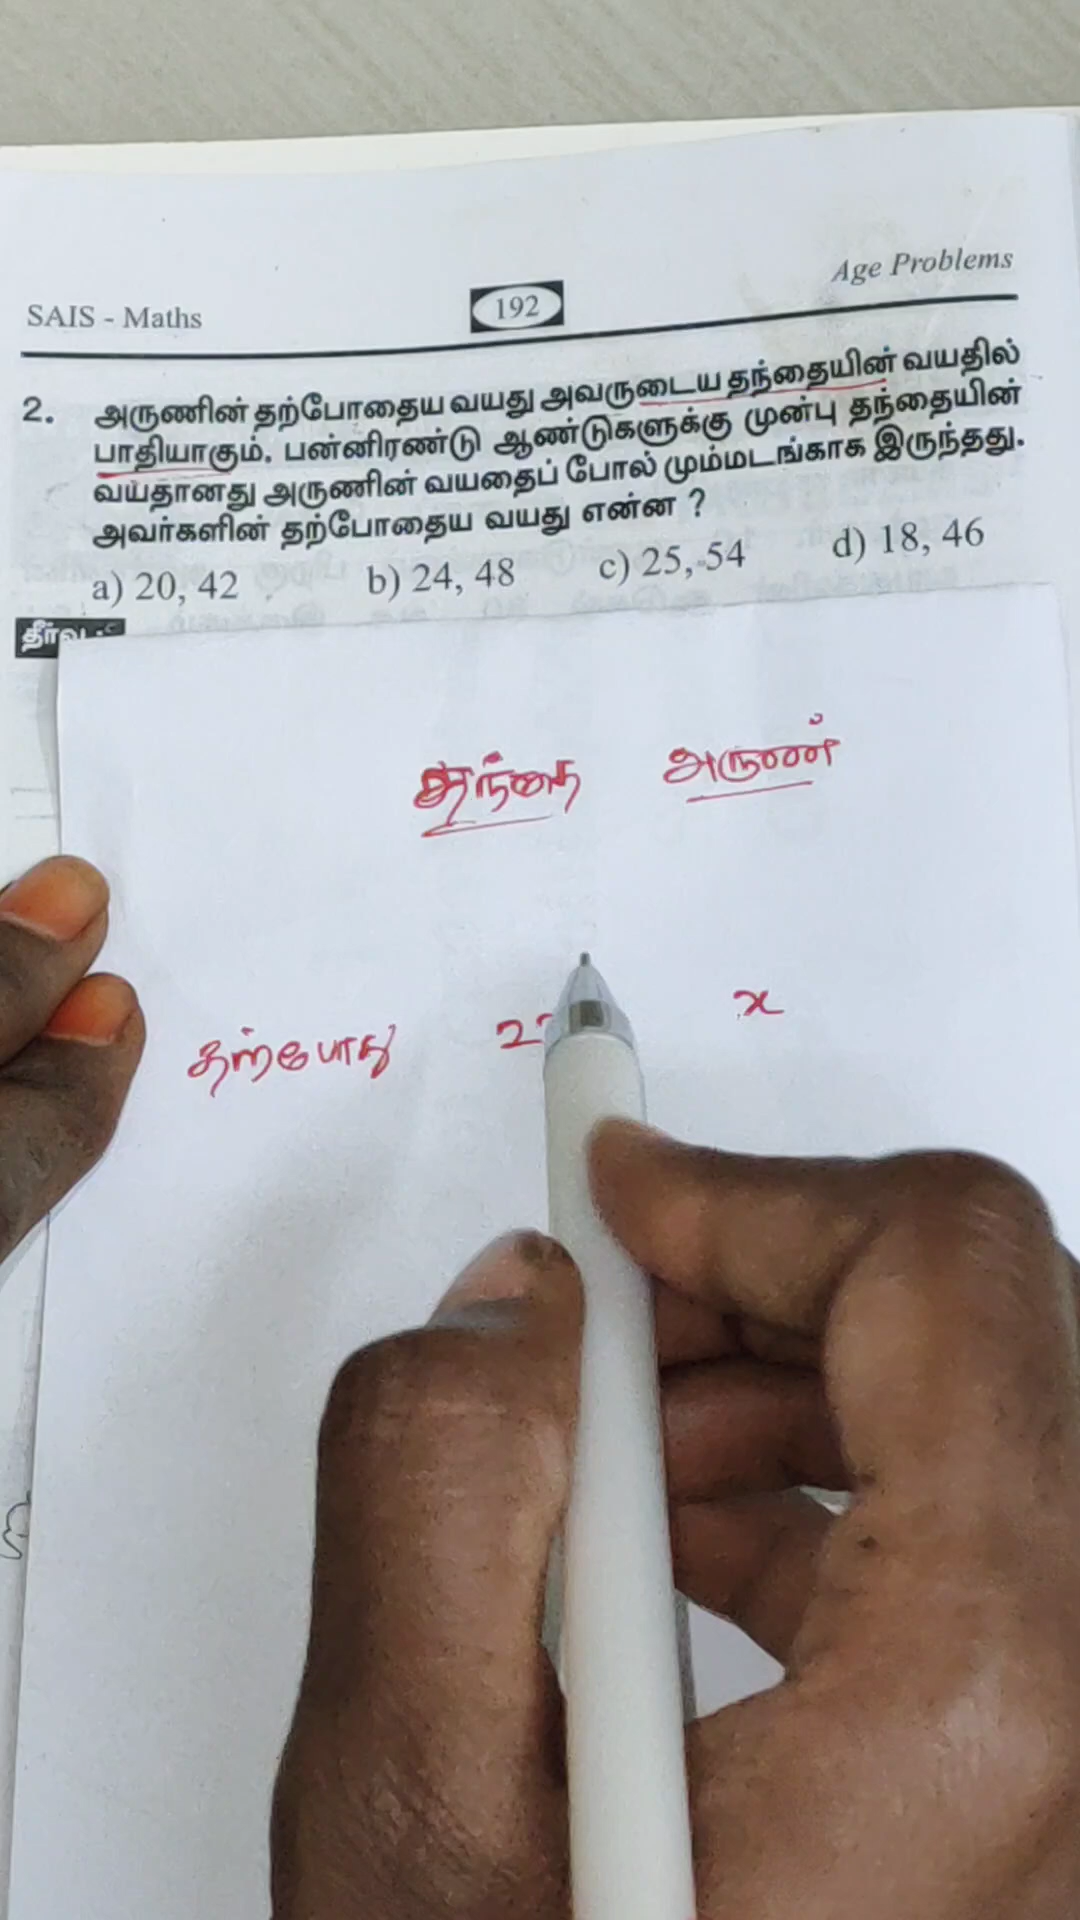 Age Problems
SAIS - Maths
192
2. அருணின் தற்போதைய வயது அவருடைய தந்தையின் வயதில்
பாதியாகும். பன்னிரண்டு ஆண்டுகளுக்கு முன்பு தந்தையின்
வயதானது அருணின் வயதைப் போல் மும்மடங்காக இருந்தது.
அவர்களின் தற்போதைய வயது என்ன ?
a) 20, 42 b) 24, 48 c) 25, 54 d) 18, 46
தந்தை அருண்
தற்போது 2 x